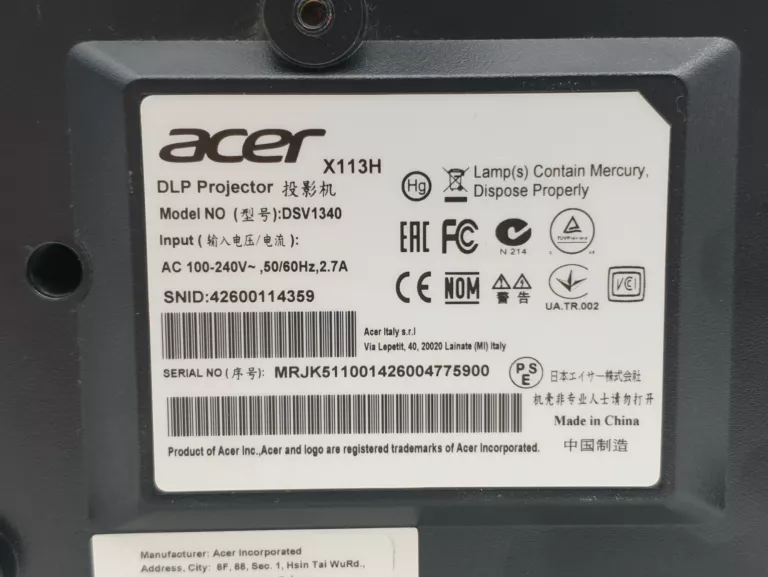 acer
X113H
DLP Projector 投影机
Model NO (型号):DSV1340
Input (输入电压/电流):
AC 100-240V~ ,50/60Hz,2.7A
SNID:42600114359
Hg
Lamp(s) Contain Mercury,
Dispose Properly
EAC FC N 214
CE NOM 警告 UA.TR.002 VCCI
Acer Italy s.r.l
Via Lepetit, 40, 20020 Lainate (MI) Italy
SERIAL NO (序号): MRJK511001426004775900
PSE
日本エイサー株式会社
机壳非专业人士请勿打开
Made in China
中国制造
Product of Acer Inc.,Acer and logo are registered trademarks of Acer Incorporated.
Manufacturer: Acer Incorporated
Address, City: 8F, 88, Sec. 1, Hsin Tai WuRd.,